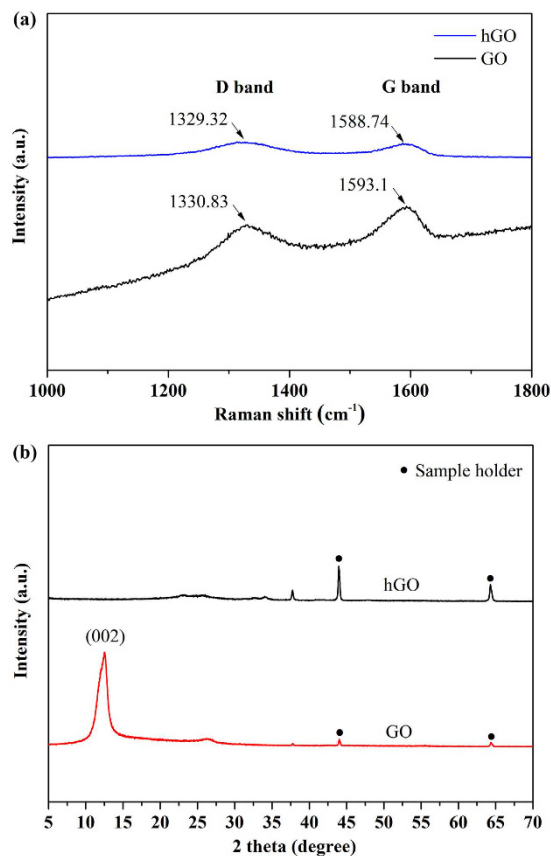 (a)
hGO
GO
D band
G band
1329.32
1588.74
1330.83
1593.1
Intensity (a.u.)
1000
1200
1400
1600
1800
Raman shift (cm⁻¹)
(b)
Sample holder
hGO
(002)
GO
Intensity (a.u.)
5 10 15 20 25 30 35 40 45 50 55 60 65 70
2 theta (degree)